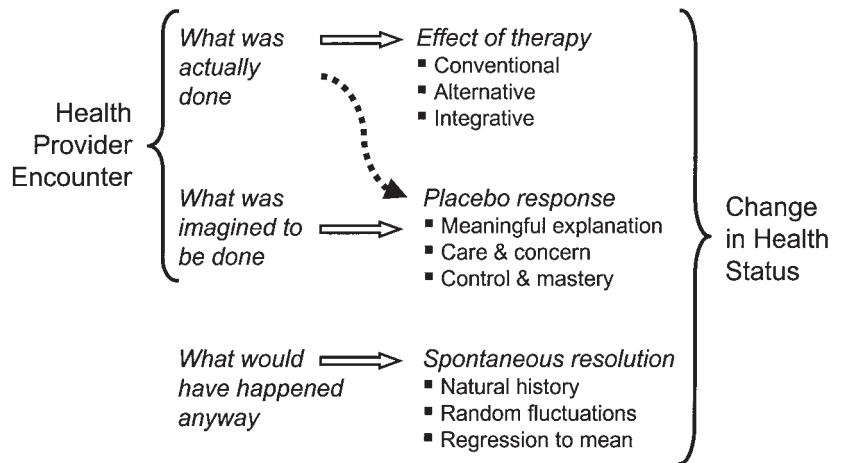 Health
Provider
Encounter
What was
actually
done
Effect of therapy
▪ Conventional
▪ Alternative
▪ Integrative
What was
imagined to
be done
Placebo response
▪ Meaningful explanation
▪ Care & concern
▪ Control & mastery
What would
have happened
anyway
Spontaneous resolution
▪ Natural history
▪ Random fluctuations
▪ Regression to mean
Change
in Health
Status